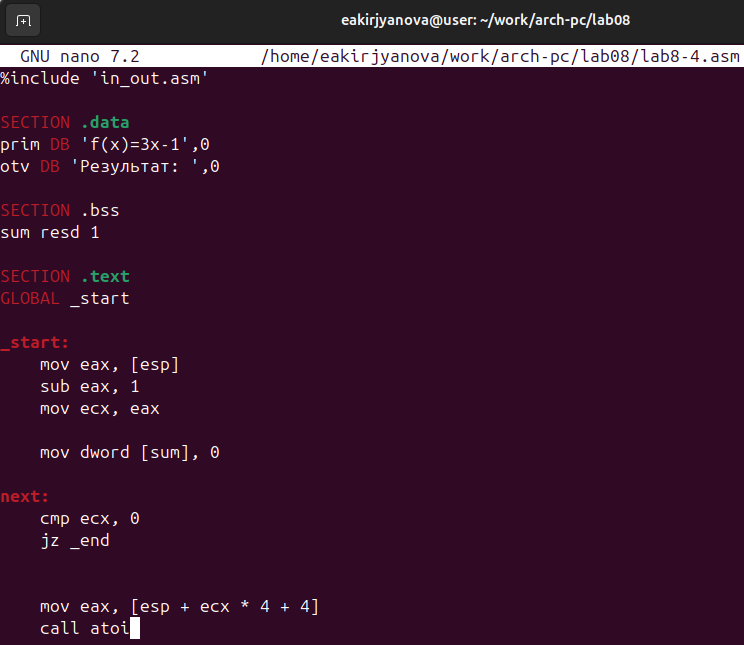 eakirjyanova@user: ~/work/arch-pc/lab08
GNU nano 7.2 /home/eakirjyanova/work/arch-pc/lab08/lab8-4.asm
%include 'in_out.asm'
SECTION .data
prim DB 'f(x)=3x-1',0
otv DB 'Результат: ',0
SECTION .bss
sum resd 1
SECTION .text
GLOBAL _start
_start:
mov eax, [esp]
sub eax, 1
mov ecx, eax
mov dword [sum], 0
next:
cmp ecx, 0
jz _end
mov eax, [esp + ecx * 4 + 4]
call atoi